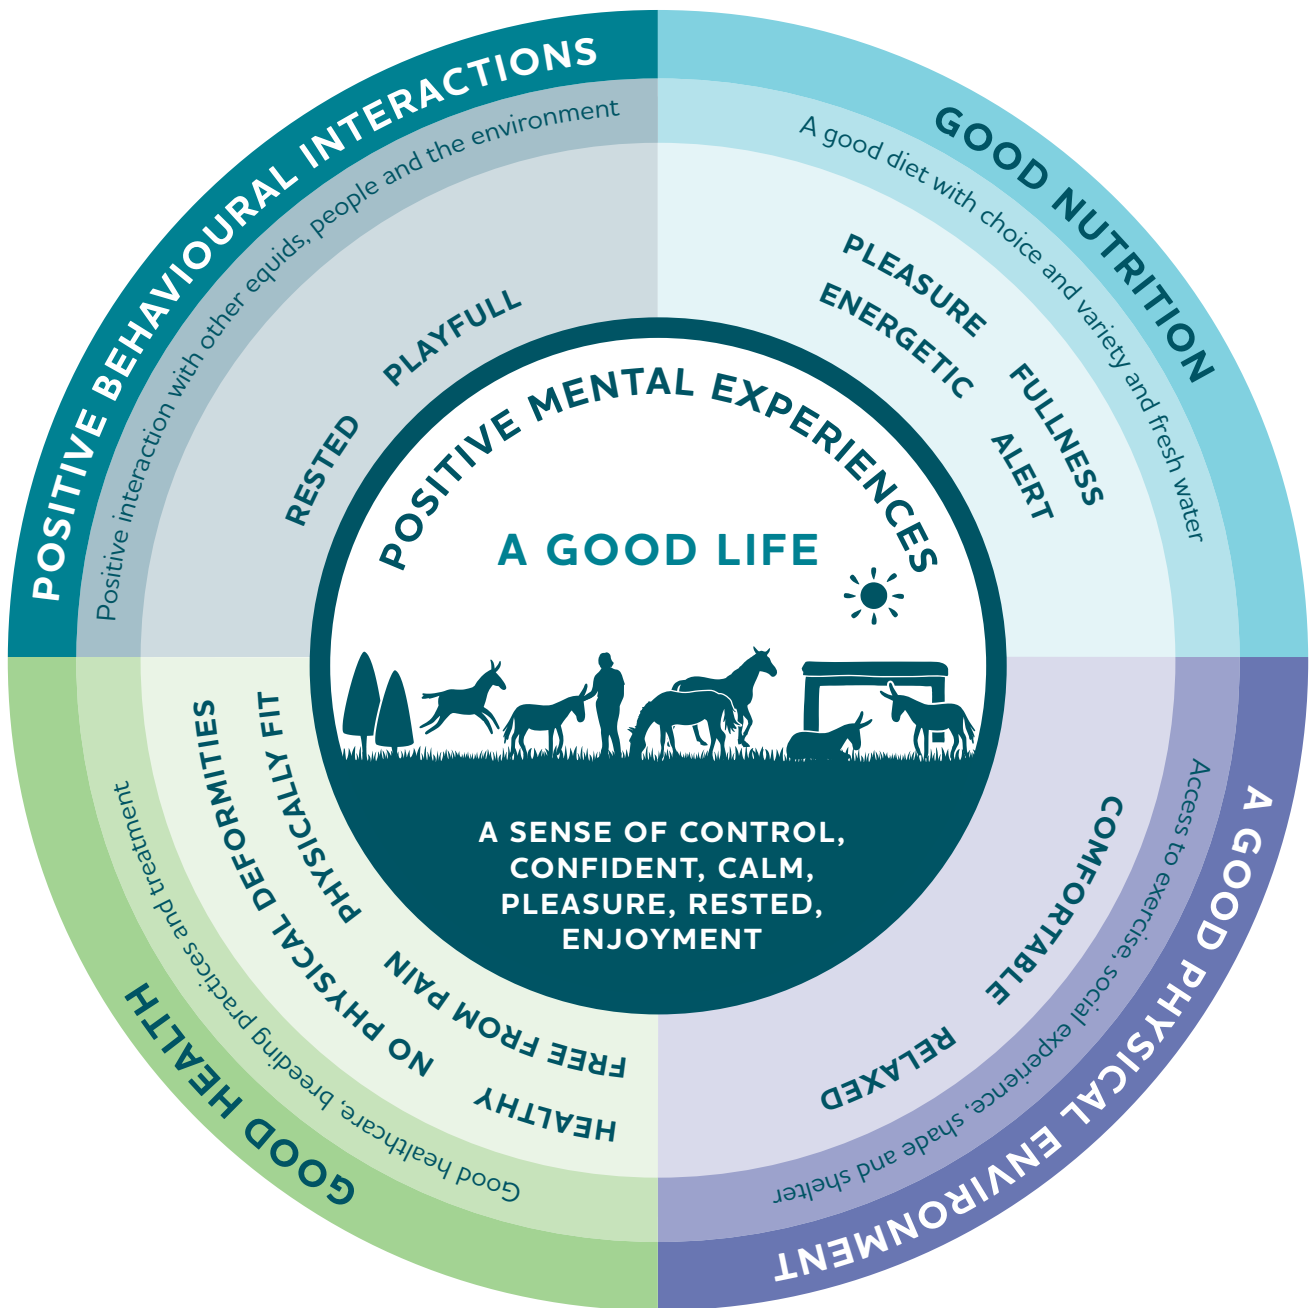 POSITIVE BEHAVIOURAL INTERACTIONS
Positive interaction with other equids, people and the environment
RESTED
PLAYFULL
GOOD NUTRITION
A good diet with choice and variety and fresh water
PLEASURE
ENERGETIC
FULLNESS
ALERT
A GOOD PHYSICAL ENVIRONMENT
Access to exercise, social experience, shade and shelter
COMFORTABLE
RELAXED
GOOD HEALTH
Good healthcare, breeding practices and treatment
HEALTHY
NO PHYSICAL DEFORMITIES
FREE FROM PAIN
PHYSICALLY FIT
POSITIVE MENTAL EXPERIENCES
A GOOD LIFE
A SENSE OF CONTROL,
CONFIDENT, CALM,
PLEASURE, RESTED,
ENJOYMENT